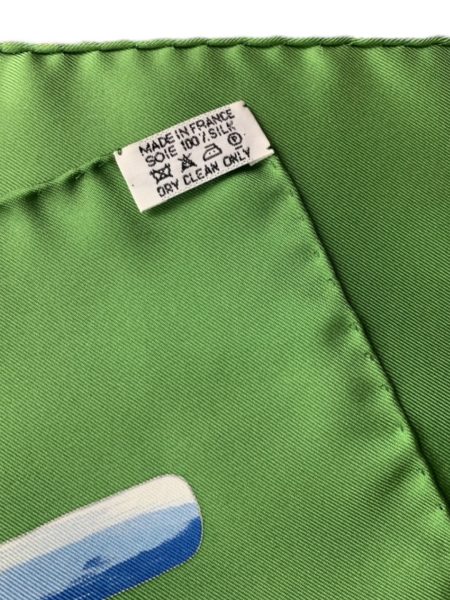 MADE IN FRANCE
SOIE 100% SILK
P
DRY CLEAN ONLY